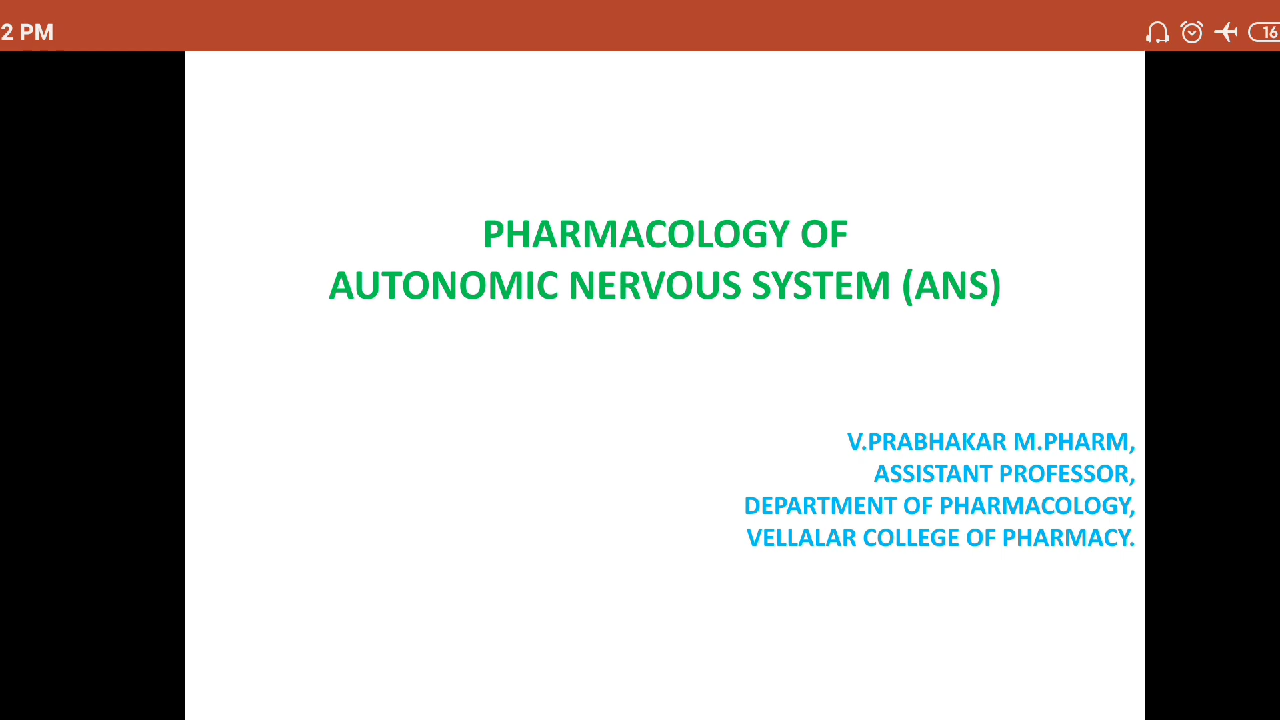 2 PM
16
PHARMACOLOGY OF
AUTONOMIC NERVOUS SYSTEM (ANS)
V.PRABHAKAR M.PHARM,
ASSISTANT PROFESSOR,
DEPARTMENT OF PHARMACOLOGY,
VELLALAR COLLEGE OF PHARMACY.